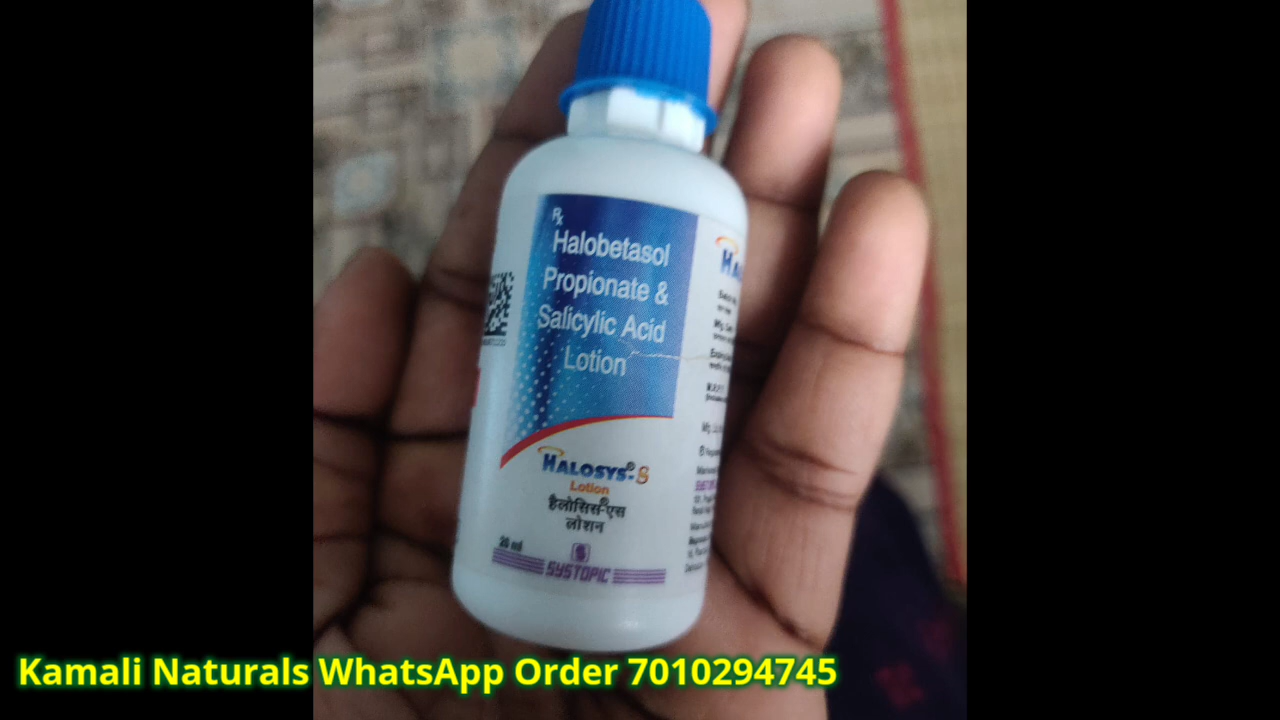 Rx
Halobetasol
Propionate &
Salicylic Acid
Lotion
HALOSYS®-S
Lotion
हैलोसिस®-एस
लोशन
20 ml
SYSTOPIC
Kamali Naturals WhatsApp Order 7010294745